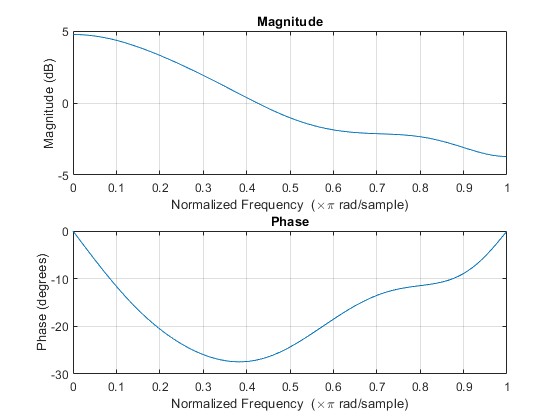 Magnitude
5
0
-5
Magnitude (dB)
0 0.1 0.2 0.3 0.4 0.5 0.6 0.7 0.8 0.9 1
Normalized Frequency (×π rad/sample)
Phase
0
-10
-20
-30
Phase (degrees)
0 0.1 0.2 0.3 0.4 0.5 0.6 0.7 0.8 0.9 1
Normalized Frequency (×π rad/sample)